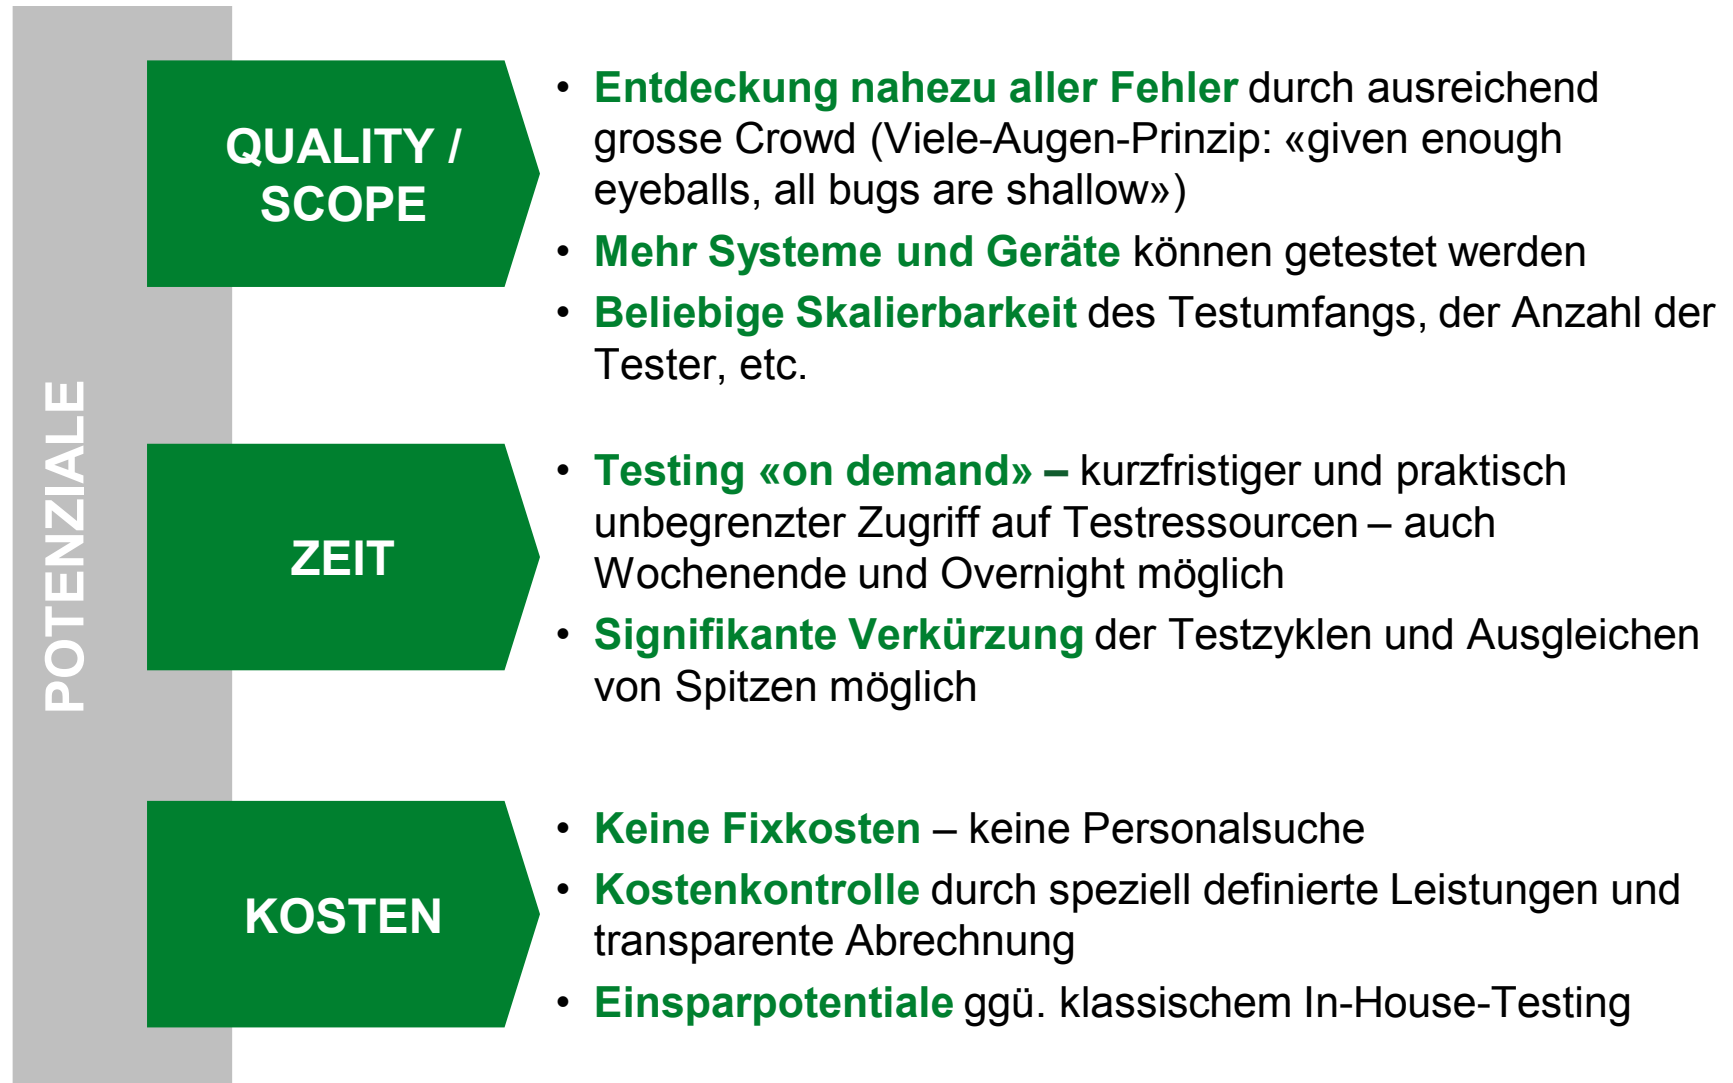 POTENZIALE
QUALITY /
SCOPE
• Entdeckung nahezu aller Fehler durch ausreichend
grosse Crowd (Viele-Augen-Prinzip: «given enough
eyeballs, all bugs are shallow»)
• Mehr Systeme und Geräte können getestet werden
• Beliebige Skalierbarkeit des Testumfangs, der Anzahl der
Tester, etc.
ZEIT
• Testing «on demand» – kurzfristiger und praktisch
unbegrenzter Zugriff auf Testressourcen – auch
Wochenende und Overnight möglich
• Signifikante Verkürzung der Testzyklen und Ausgleichen
von Spitzen möglich
KOSTEN
• Keine Fixkosten – keine Personalsuche
• Kostenkontrolle durch speziell definierte Leistungen und
transparente Abrechnung
• Einsparpotentiale ggü. klassischem In-House-Testing